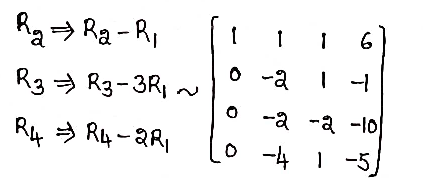 R₂ ⇒ R₂ - R₁
R₃ ⇒ R₃ - 3R₁ ~
R₄ ⇒ R₄ - 2R₁
1 1 1 6
0 -2 1 -1
0 -2 -2 -10
0 -4 1 -5